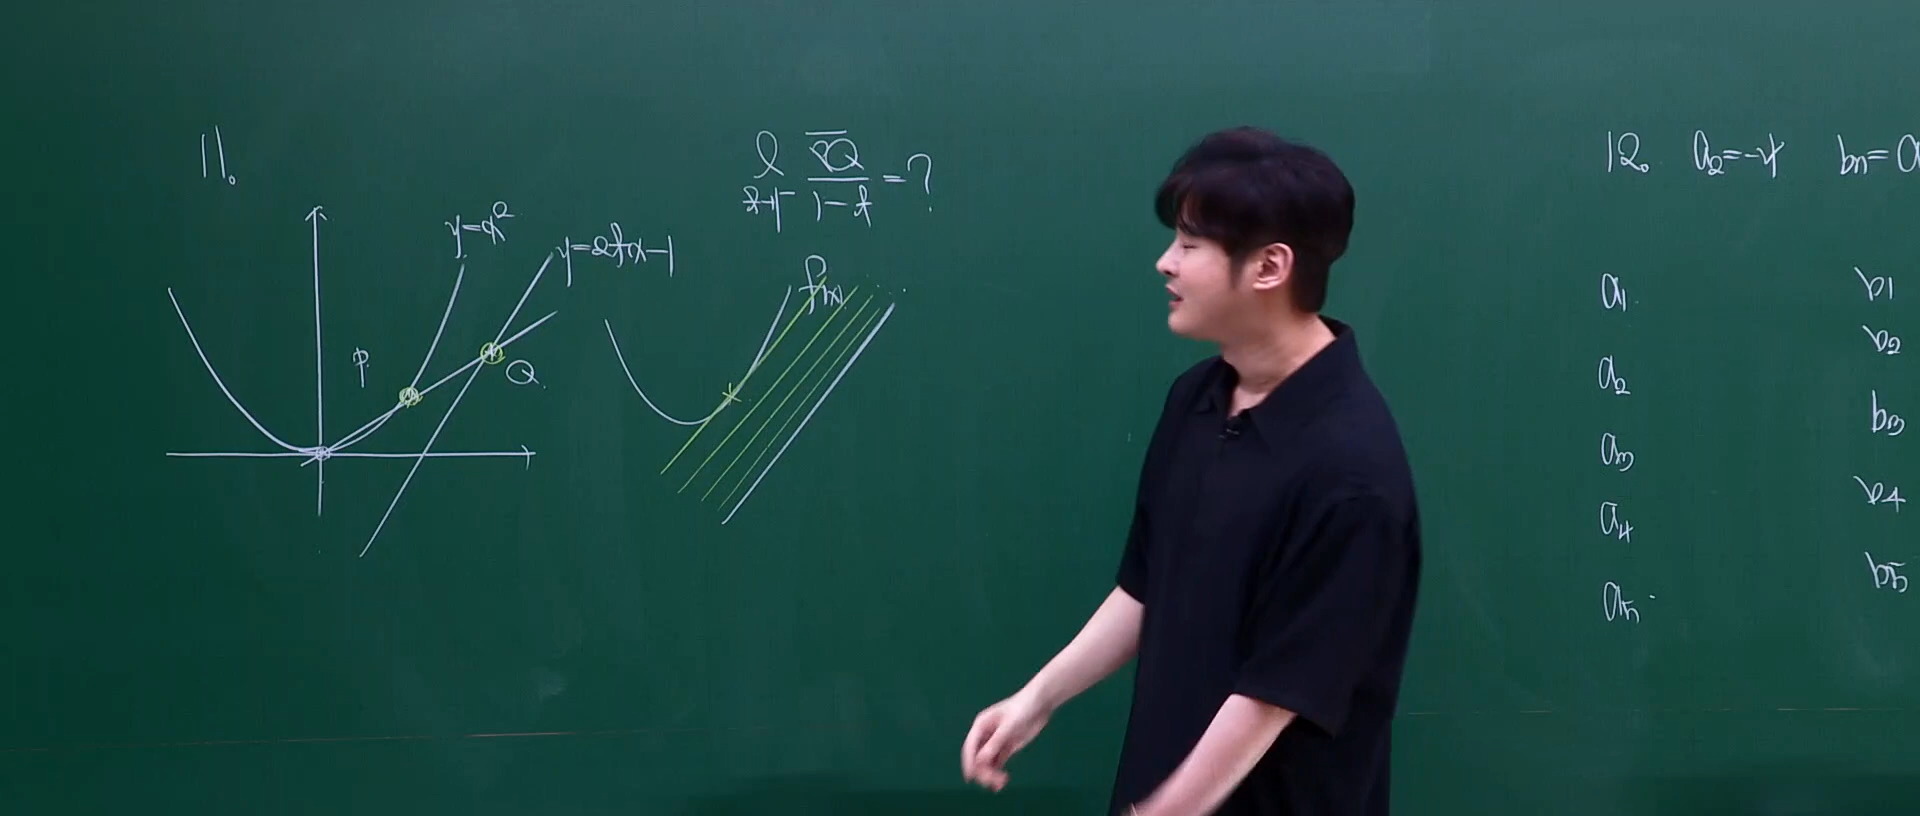 11.
l PQ/1-t = ?
t→1-
y=x²
y=2tx-1
P
Q
f(x)
12. a₂=-4 bn=a
a₁ b₁
a₂ b₂
a₃ b₃
a₄ b₄
a₅ b₅